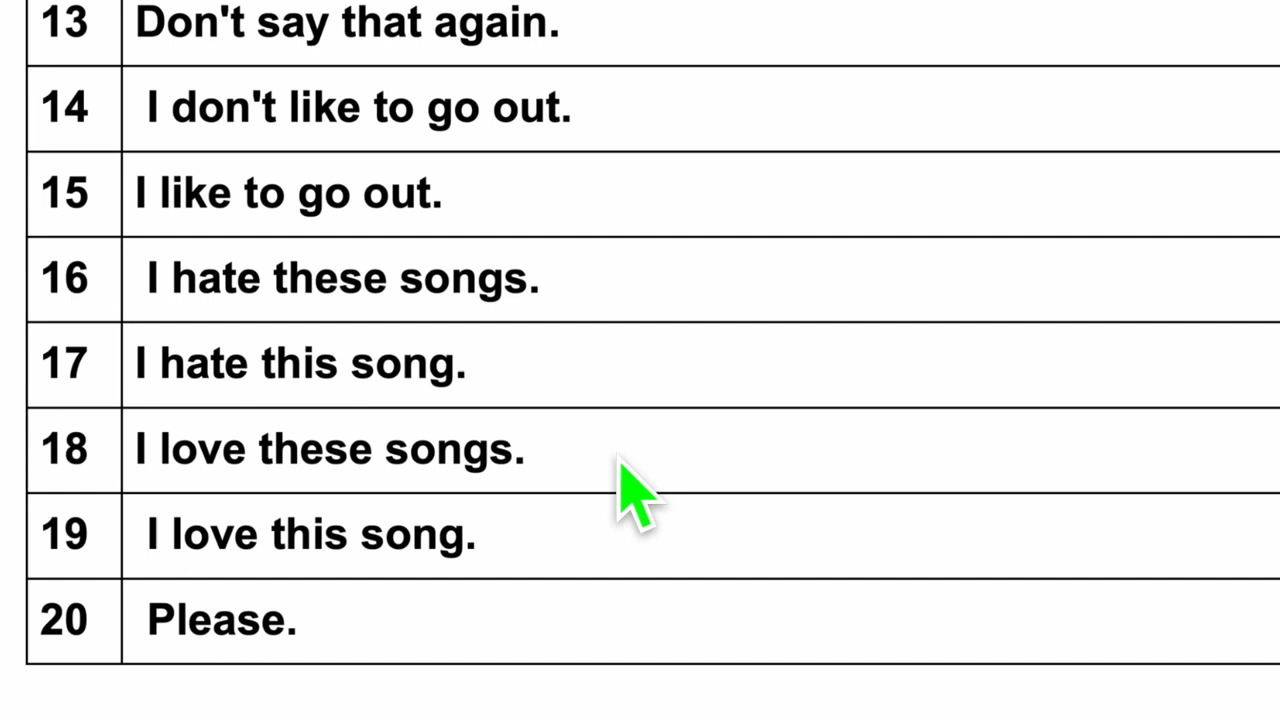 13 Don't say that again.
14 I don't like to go out.
15 I like to go out.
16 I hate these songs.
17 I hate this song.
18 I love these songs.
19 I love this song.
20 Please.